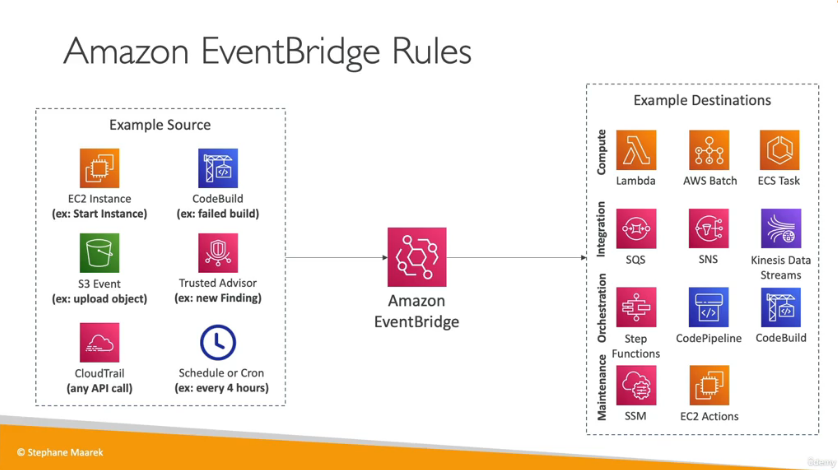 Amazon EventBridge Rules
Example Source
EC2 Instance
(ex: Start Instance)
CodeBuild
(ex: failed build)
S3 Event
(ex: upload object)
Trusted Advisor
(ex: new Finding)
CloudTrail
(any API call)
Schedule or Cron
(ex: every 4 hours)
Amazon
EventBridge
Example Destinations
Compute
Lambda
AWS Batch
ECS Task
Integration
SQS
SNS
Kinesis Data
Streams
Orchestration
Step
Functions
CodePipeline
CodeBuild
Maintenance
SSM
EC2 Actions
© Stephane Maarek
Udemy